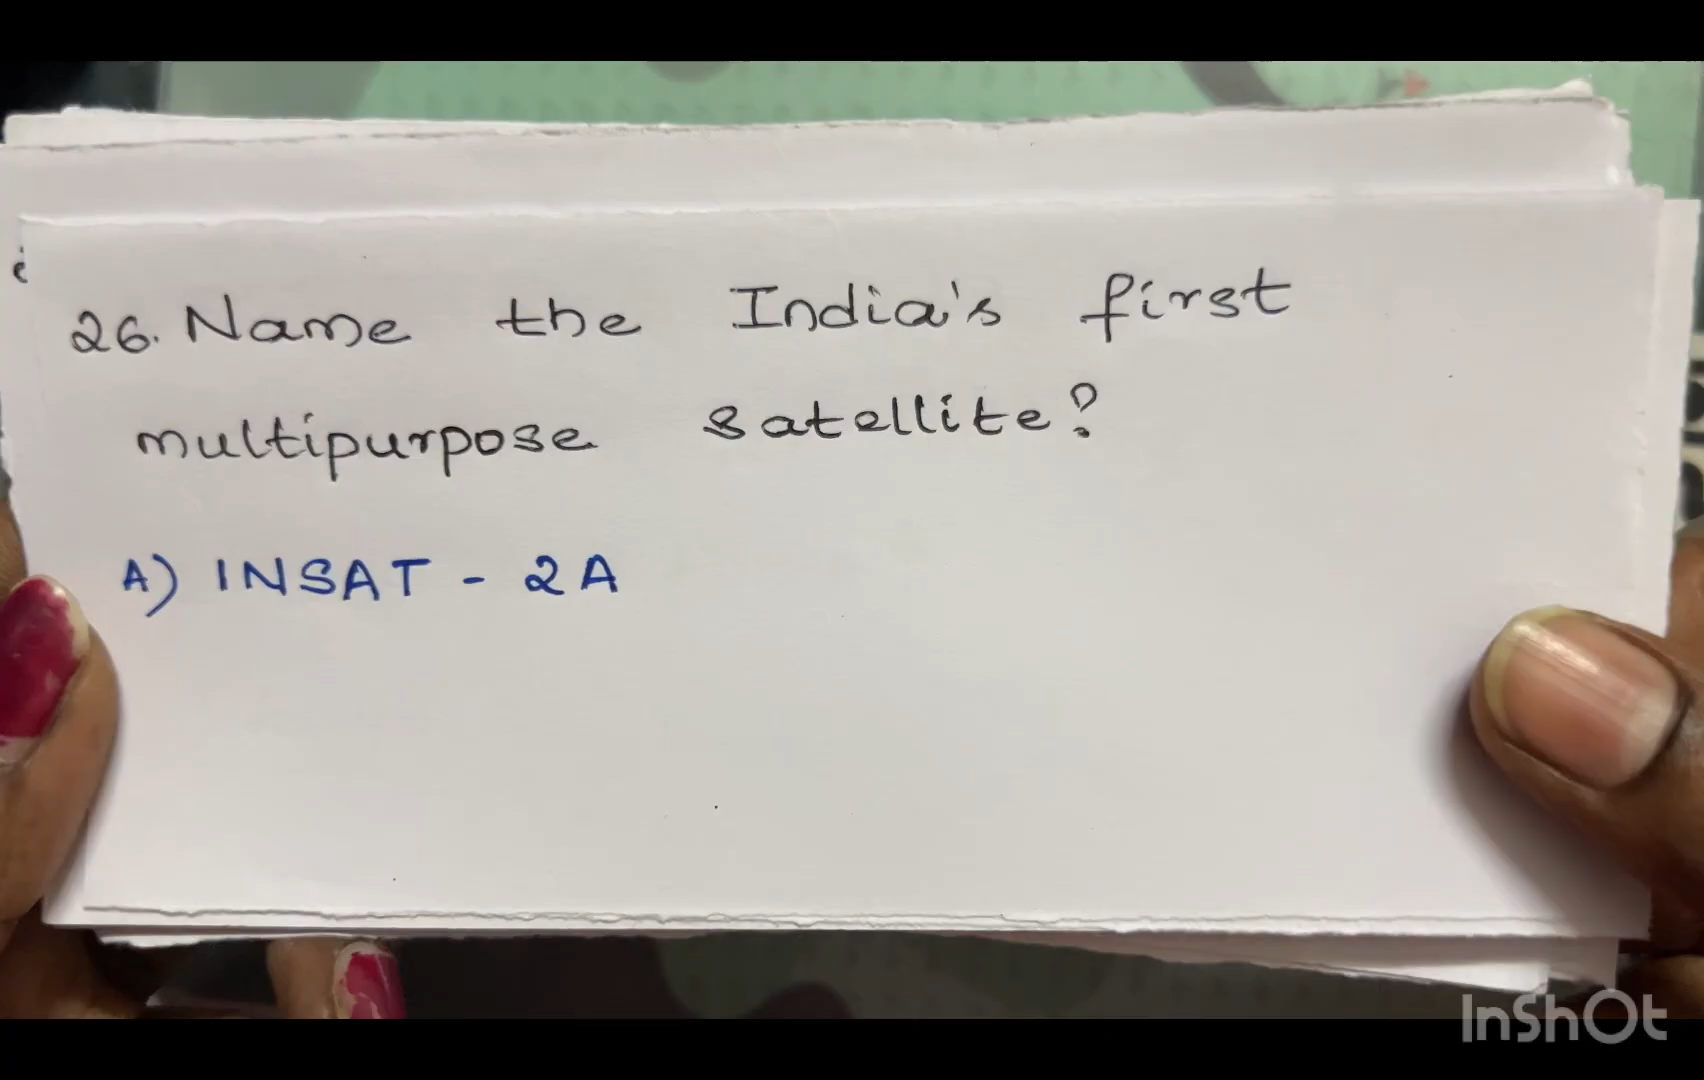 26. Name the India's first
multipurpose satellite?
A) INSAT - 2A
InShOt